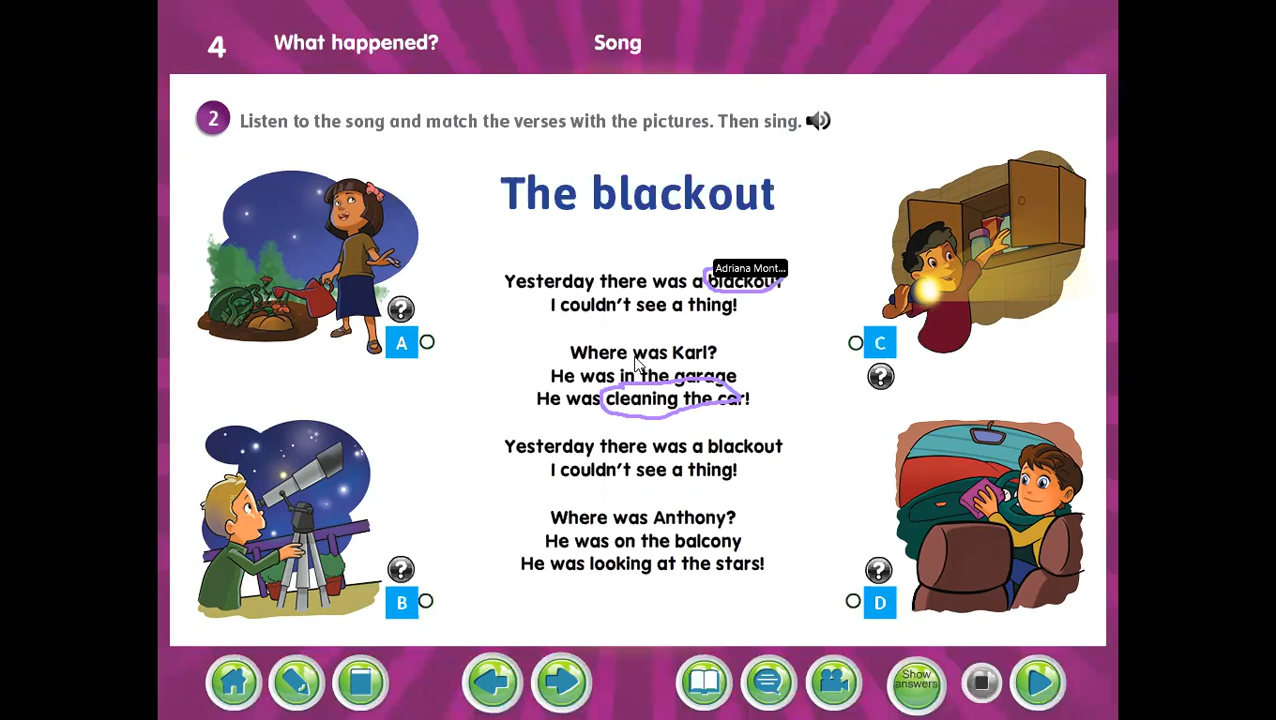 4 What happened? Song
2 Listen to the song and match the verses with the pictures. Then sing.
The blackout
Adriana Mont...
Yesterday there was a blackout
I couldn't see a thing!
Where was Karl?
He was in the garage
He was cleaning the car!
Yesterday there was a blackout
I couldn't see a thing!
Where was Anthony?
He was on the balcony
He was looking at the stars!
?
A
?
B
C
?
?
D
Show
answers